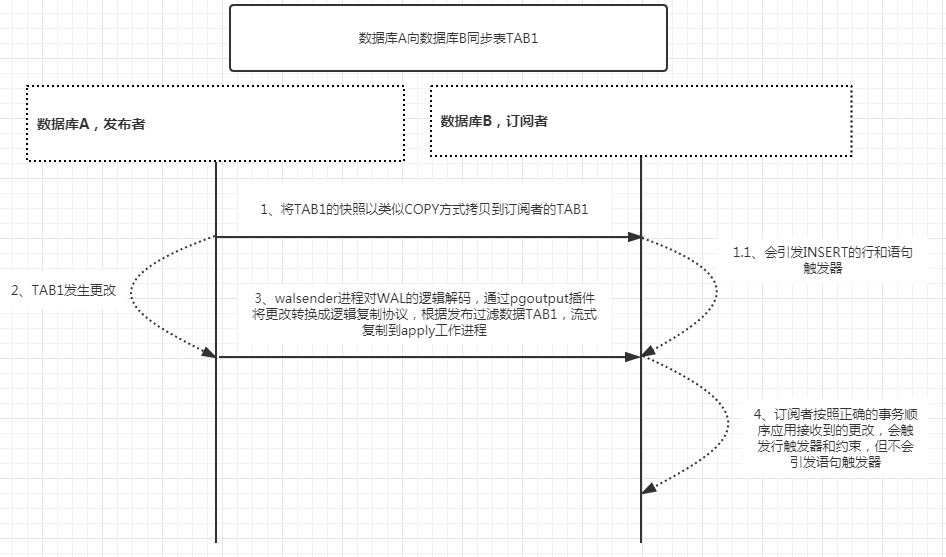 数据库A向数据库B同步表TAB1
数据库A，发布者
数据库B，订阅者
1、将TAB1的快照以类似COPY方式拷贝到订阅者的TAB1
1.1、会引发INSERT的行和语句
触发器
2、TAB1发生更改
3、walsender进程对WAL的逻辑解码，通过pgoutput插件
将更改转换成逻辑复制协议，根据发布过滤数据TAB1，流式
复制到apply工作进程
4、订阅者按照正确的事务顺
序应用接收到的更改，会触
发行触发器和约束，但不会
引发语句触发器